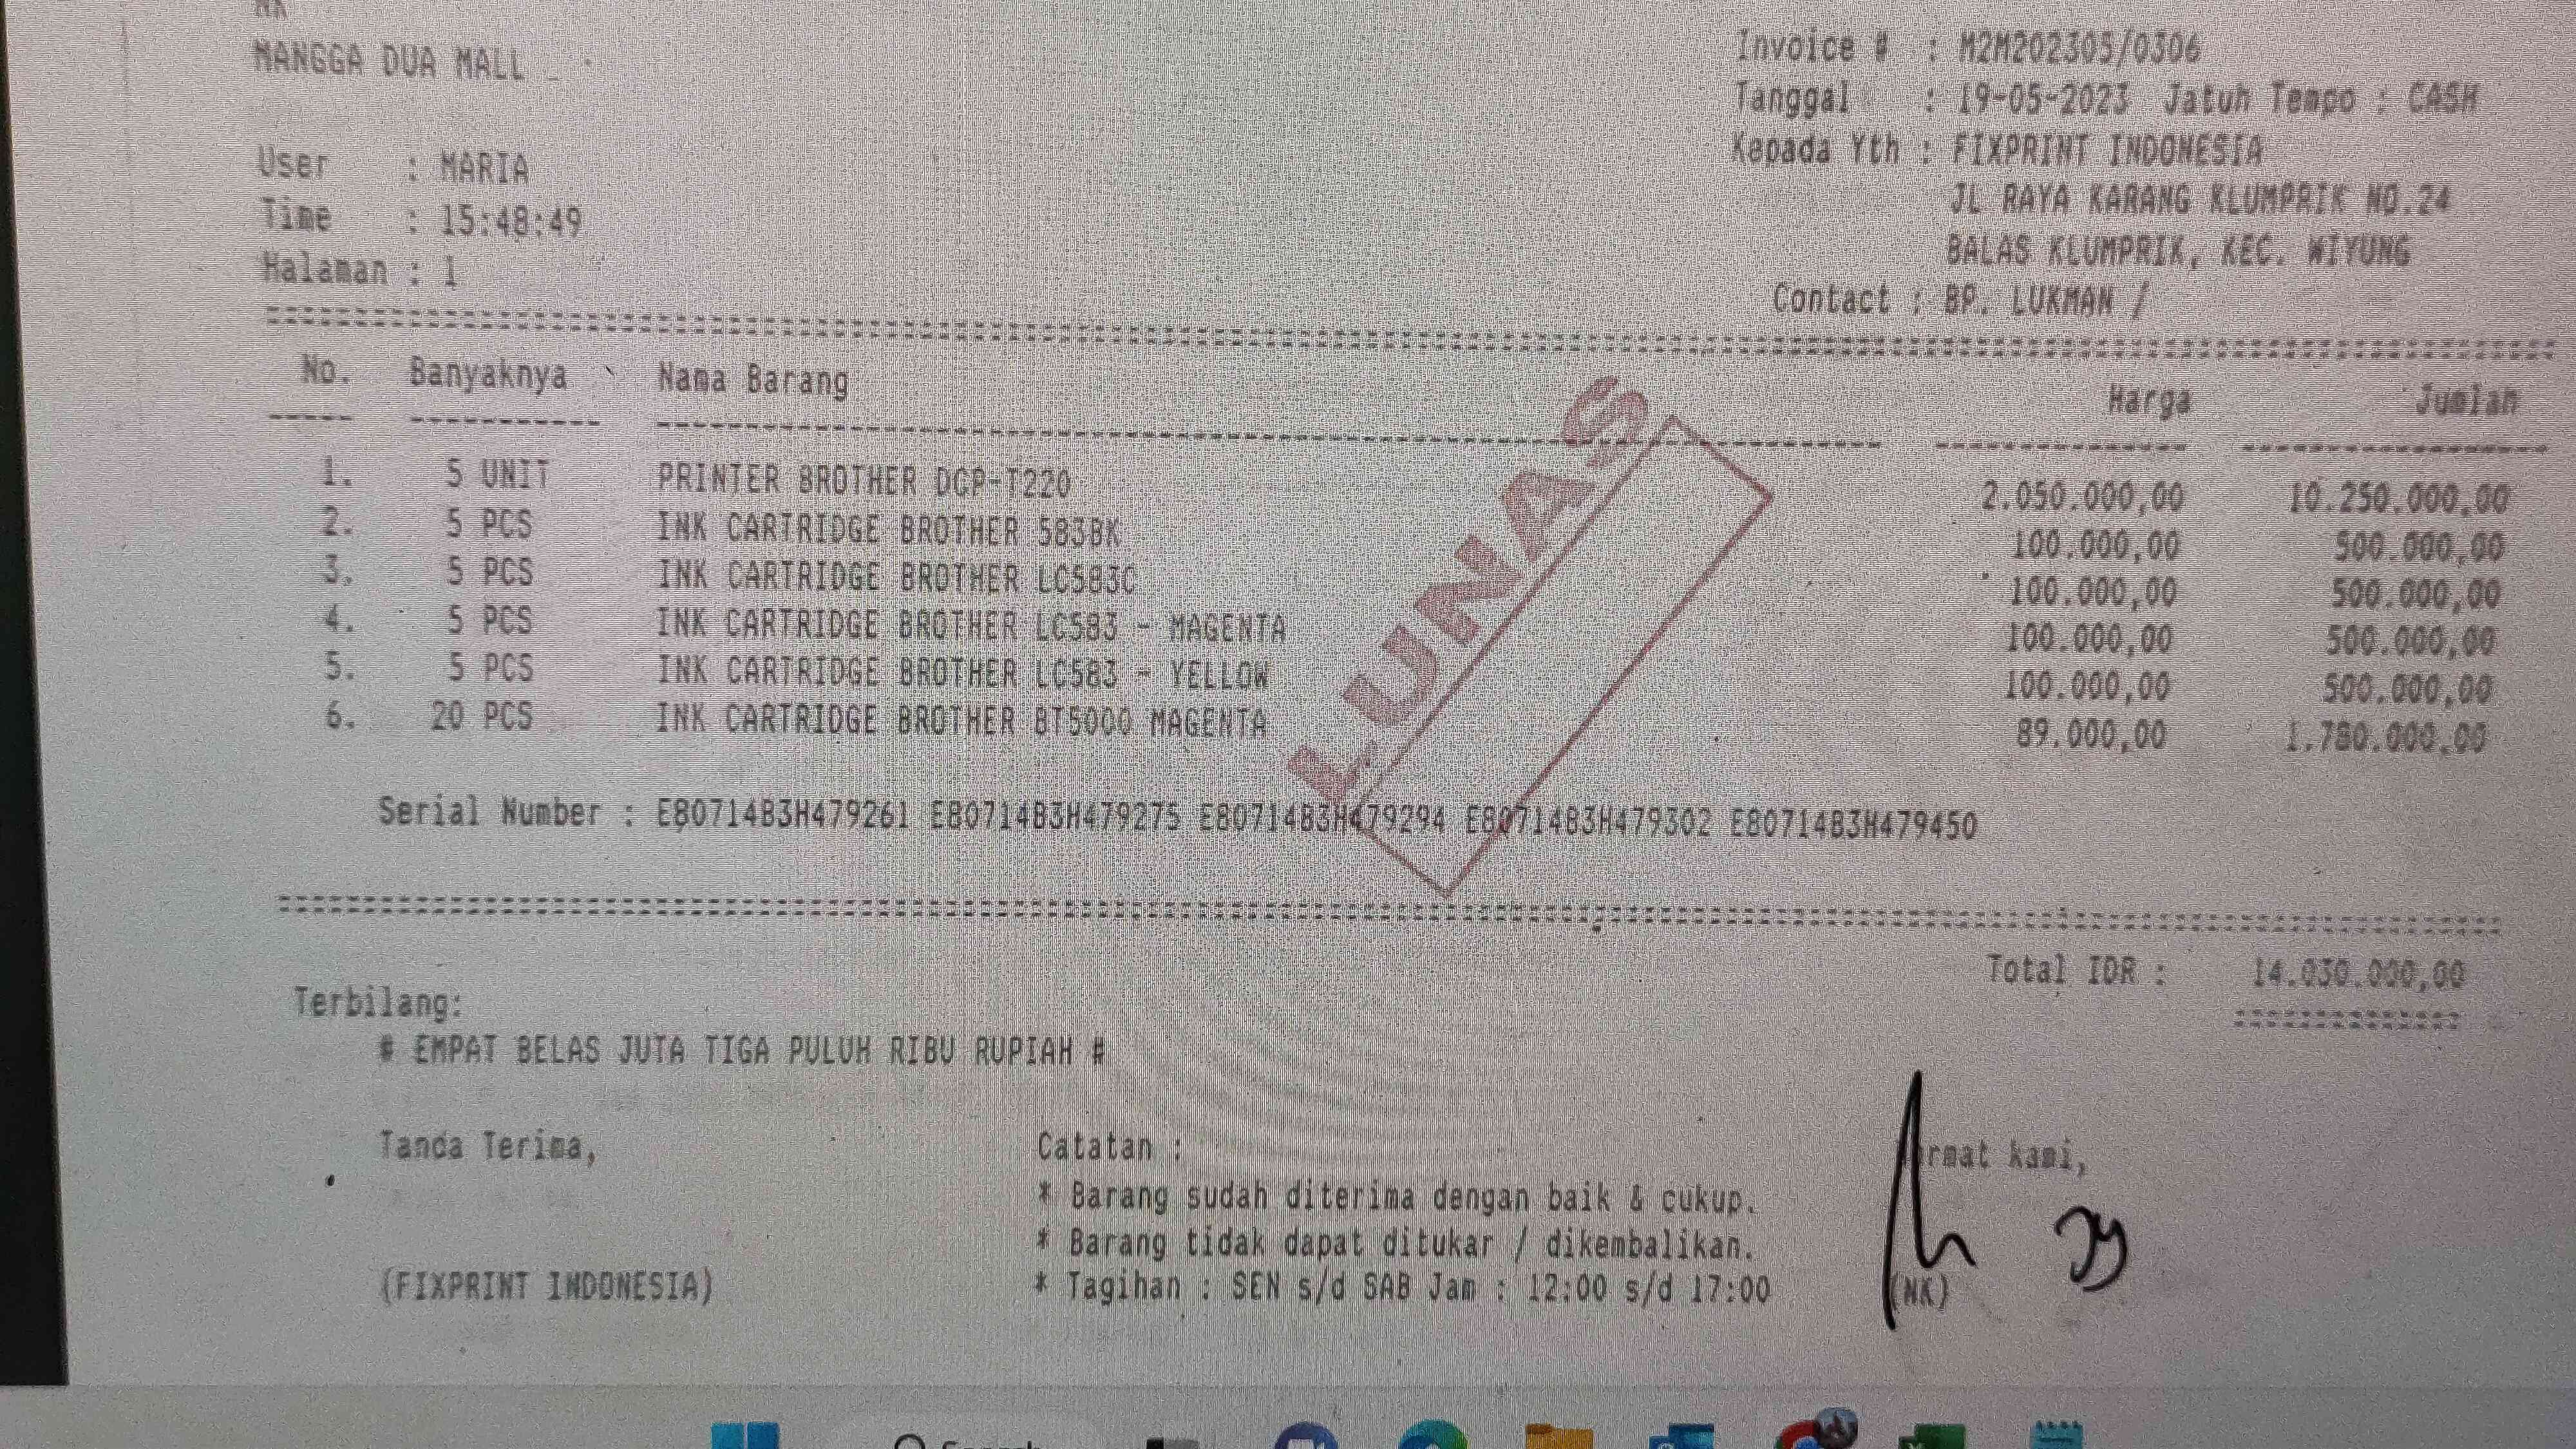 NK
MANGGA DUA MALL _
Invoice # : M2M202305/0306
Tanggal : 19-05-2023 Jatuh Tempo : CASH
Kepada Yth : FIXPRINT INDONESIA
JL RAYA KARANG KLUMPRIK NO.24
BALAS KLUMPRIK, KEC. WIYUNG
Contact : BP. LUKMAN /
User : MARIA
Time : 15:48:49
Halaman : 1
No. Banyaknya Nama Barang Harga Jumlah
1. 5 UNIT PRINTER BROTHER DCP-T220 2.050.000,00 10.250.000,00
2. 5 PCS INK CARTRIDGE BROTHER 583BK 100.000,00 500.000,00
3. 5 PCS INK CARTRIDGE BROTHER LC583C 100.000,00 500.000,00
4. 5 PCS INK CARTRIDGE BROTHER LC583 - MAGENTA 100.000,00 500.000,00
5. 5 PCS INK CARTRIDGE BROTHER LC583 - YELLOW 100.000,00 500.000,00
6. 20 PCS INK CARTRIDGE BROTHER BT5000 MAGENTA 89.000,00 1.780.000,00
LUNAS
Serial Number : E80714B3H479261 E80714B3H479275 E80714B3H479294 E80714B3H479302 E80714B3H479450
Total IDR : 14.030.000,00
Terbilang:
# EMPAT BELAS JUTA TIGA PULUH RIBU RUPIAH #
Tanda Terima,
(FIXPRINT INDONESIA)
Catatan :
* Barang sudah diterima dengan baik & cukup.
* Barang tidak dapat ditukar / dikembalikan.
* Tagihan : SEN s/d SAB Jam : 12:00 s/d 17:00
kami,
(NK)